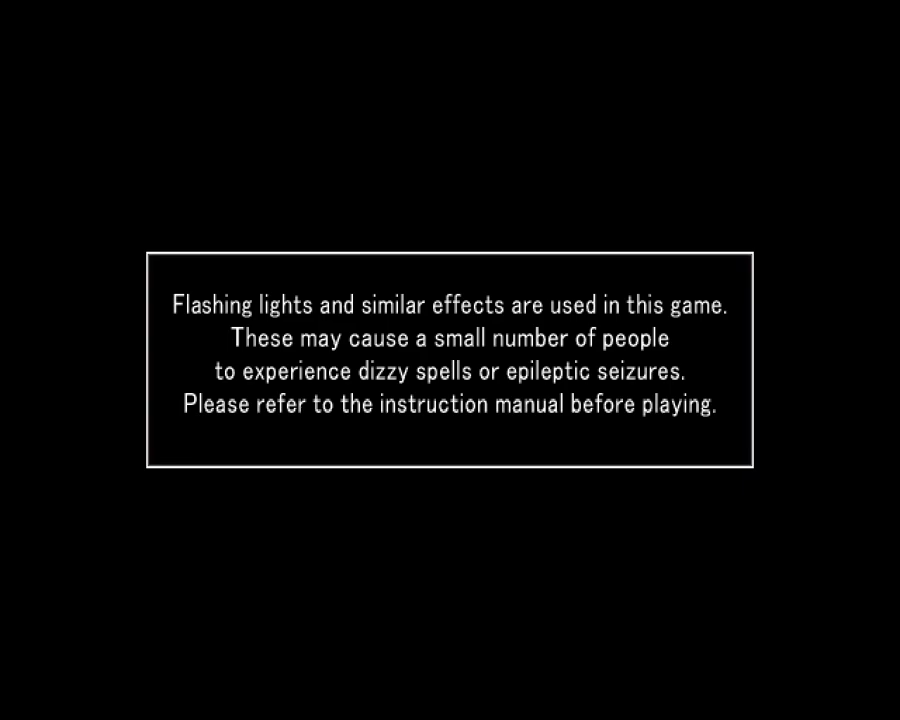 Flashing lights and similar effects are used in this game.
These may cause a small number of people
to experience dizzy spells or epileptic seizures.
Please refer to the instruction manual before playing.